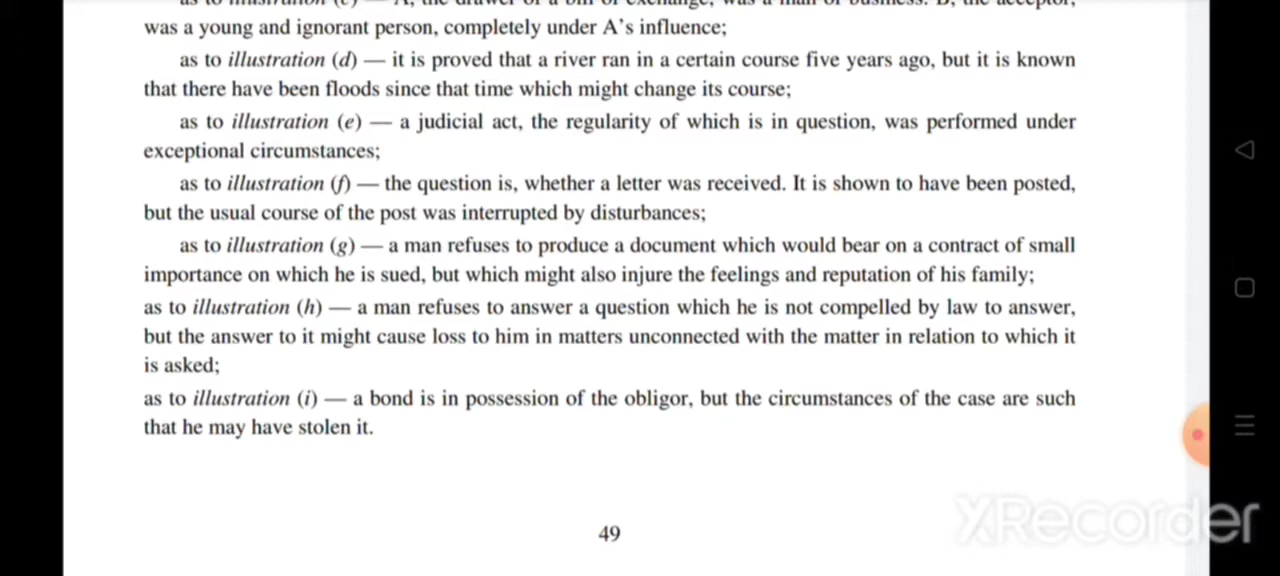 as to illustration (c) — A, the drawer of a bill of exchange, was a man of business. B, the acceptor,
was a young and ignorant person, completely under A’s influence;
as to illustration (d) — it is proved that a river ran in a certain course five years ago, but it is known
that there have been floods since that time which might change its course;
as to illustration (e) — a judicial act, the regularity of which is in question, was performed under
exceptional circumstances;
as to illustration (f) — the question is, whether a letter was received. It is shown to have been posted,
but the usual course of the post was interrupted by disturbances;
as to illustration (g) — a man refuses to produce a document which would bear on a contract of small
importance on which he is sued, but which might also injure the feelings and reputation of his family;
as to illustration (h) — a man refuses to answer a question which he is not compelled by law to answer,
but the answer to it might cause loss to him in matters unconnected with the matter in relation to which it
is asked;
as to illustration (i) — a bond is in possession of the obligor, but the circumstances of the case are such
that he may have stolen it.
49
XRecorder